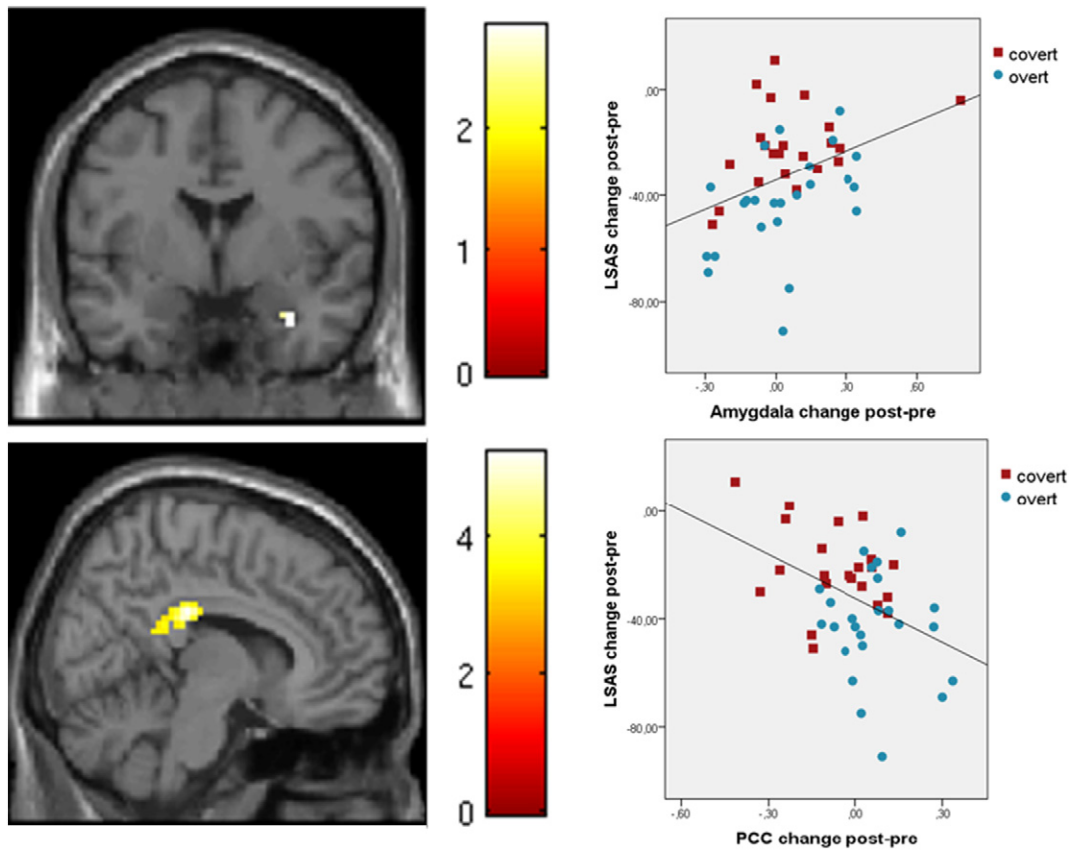 2
1
0
LSAS change post-pre
,00
-40,00
-80,00
-,30
,00
,30
,60
Amygdala change post-pre
covert
overt
4
2
0
LSAS change post-pre
,00
-40,00
-80,00
-,60
-,30
,00
,30
PCC change post-pre
covert
overt